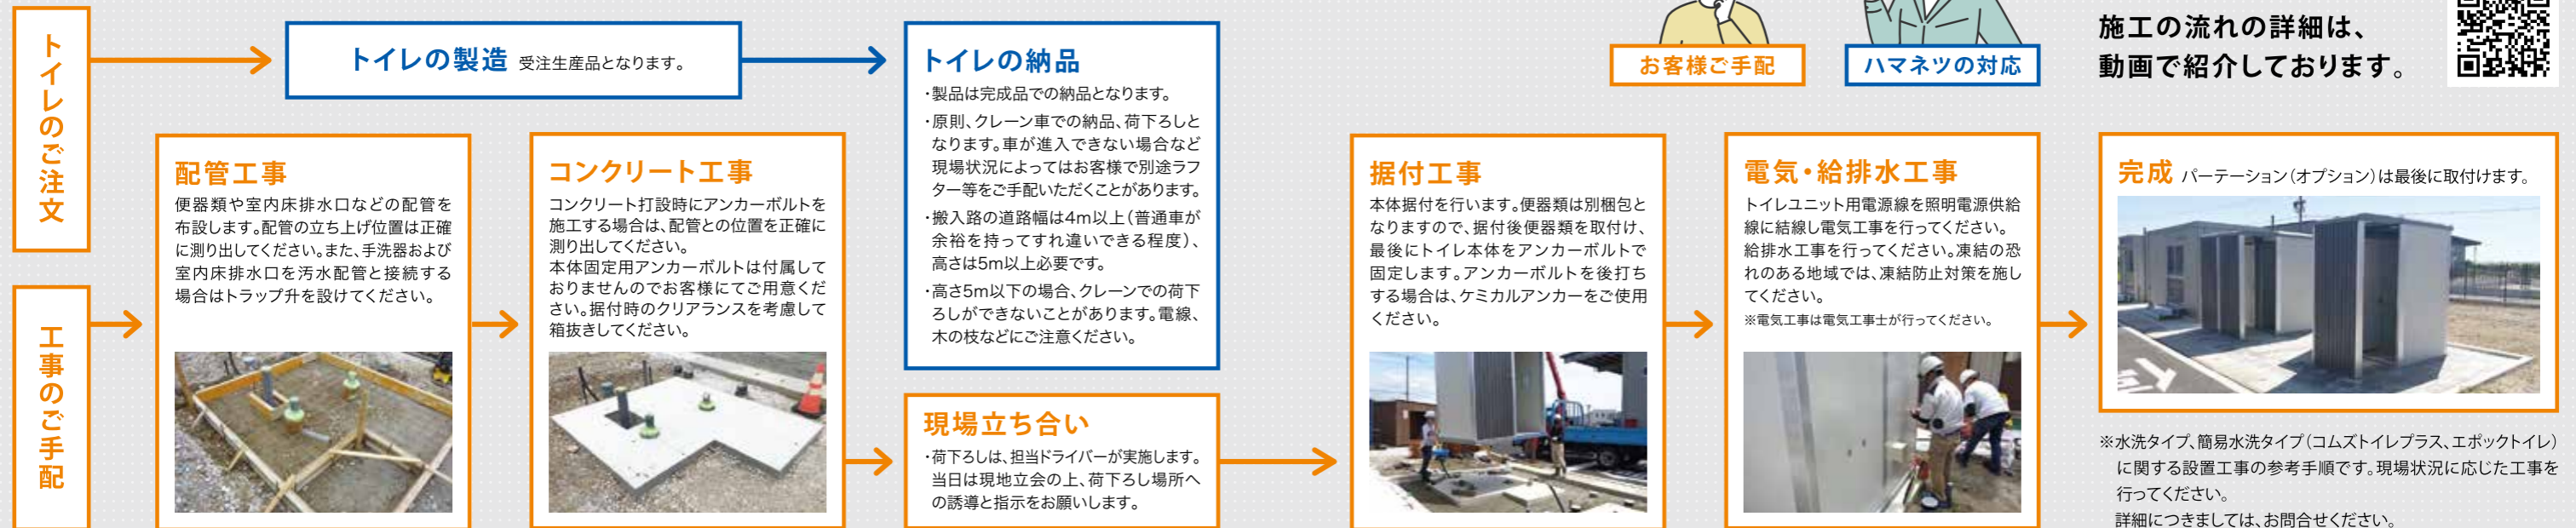 トイレのご注文
トイレの製造 受注生産品となります。
トイレの納品
・製品は完成品での納品となります。
・原則、クレーン車での納品、荷下ろしと
なります。車が進入できない場合など
現場状況によってはお客様で別途ラフ
ター等をご手配いただくことがあります。
・搬入路の道路幅は4m以上(普通車が
余裕を持ってすれ違いできる程度)、
高さは5m以上必要です。
・高さ5m以下の場合、クレーンでの荷下
ろしができないことがあります。電線、
木の枝などにご注意ください。
お客様ご手配
ハマネツの対応
施工の流れの詳細は、
動画で紹介しております。
工事のご手配
配管工事
便器類や室内床排水口などの配管を
布設します。配管の立ち上げ位置は正確
に測り出してください。また、手洗器および
室内床排水口を汚水配管と接続する
場合はトラップ升を設けてください。
コンクリート工事
コンクリート打設時にアンカーボルトを
施工する場合は、配管との位置を正確に
測り出してください。
本体固定用アンカーボルトは付属して
おりませんのでお客様にてご用意くだ
さい。据付時のクリアランスを考慮して
箱抜きしてください。
現場立ち合い
・荷下ろしは、担当ドライバーが実施します。
当日は現地立会の上、荷下ろし場所へ
の誘導と指示をお願いします。
据付工事
本体据付を行います。便器類は別梱包と
なりますので、据付後便器類を取付け、
最後にトイレ本体をアンカーボルトで
固定します。アンカーボルトを後打ち
する場合は、ケミカルアンカーをご使用
ください。
電気・給排水工事
トイレユニット用電源線を照明電源供給
線に結線し電気工事を行ってください。
給排水工事を行ってください。凍結の恐
れのある地域では、凍結防止対策を施し
てください。
※電気工事は電気工事士が行ってください。
完成 パーテーション(オプション)は最後に取付けます。
※水洗タイプ、簡易水洗タイプ(コムズトイレプラス、エポックトイレ)
に関する設置工事の参考手順です。現場状況に応じた工事を
行ってください。
詳細につきましては、お問合せください。